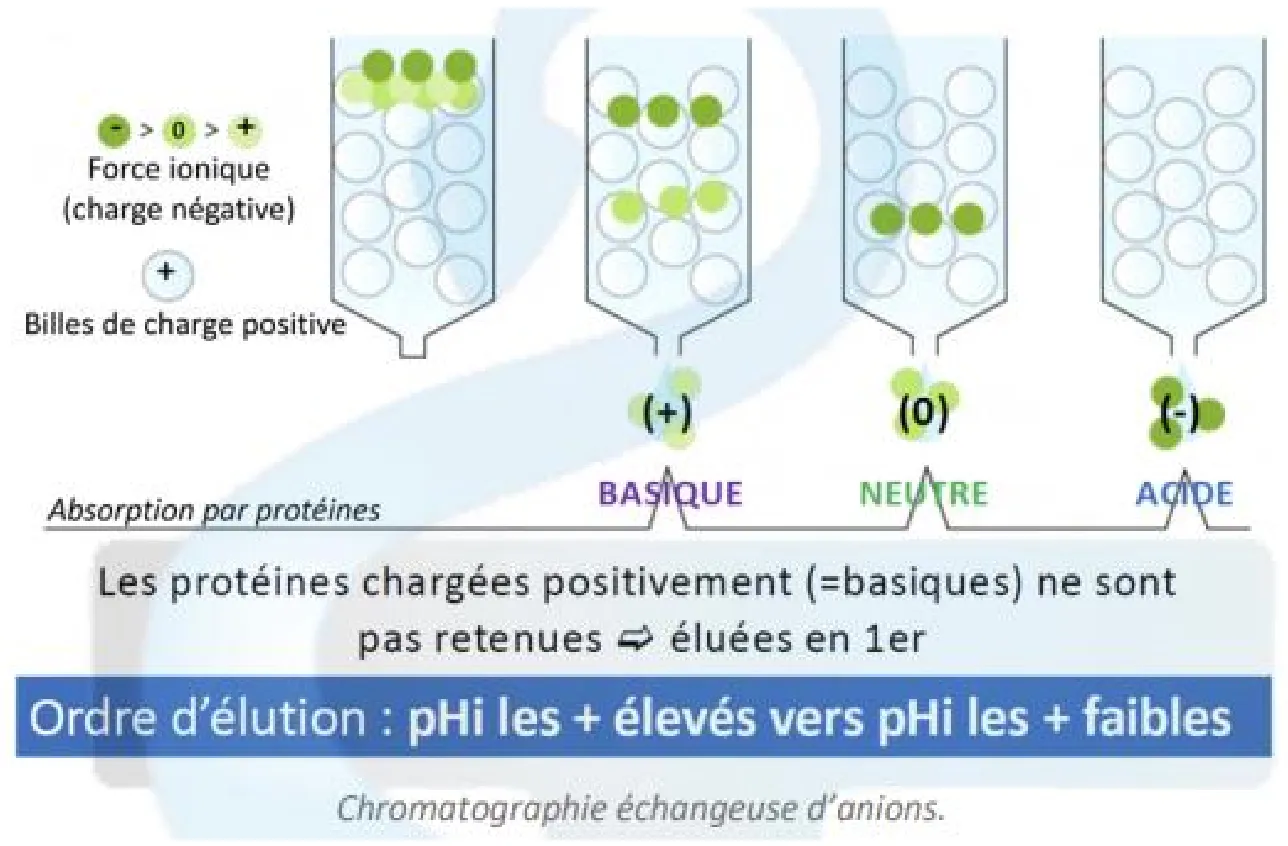 - > 0 > +
Force ionique
(charge négative)
+
Billes de charge positive
(+) (0) (-)
BASIQUE NEUTRE ACIDE
Absorption par protéines
Les protéines chargées positivement (=basiques) ne sont
pas retenues ➩ éluées en 1er
Ordre d’élution : pHi les + élevés vers pHi les + faibles
Chromatographie échangeuse d’anions.